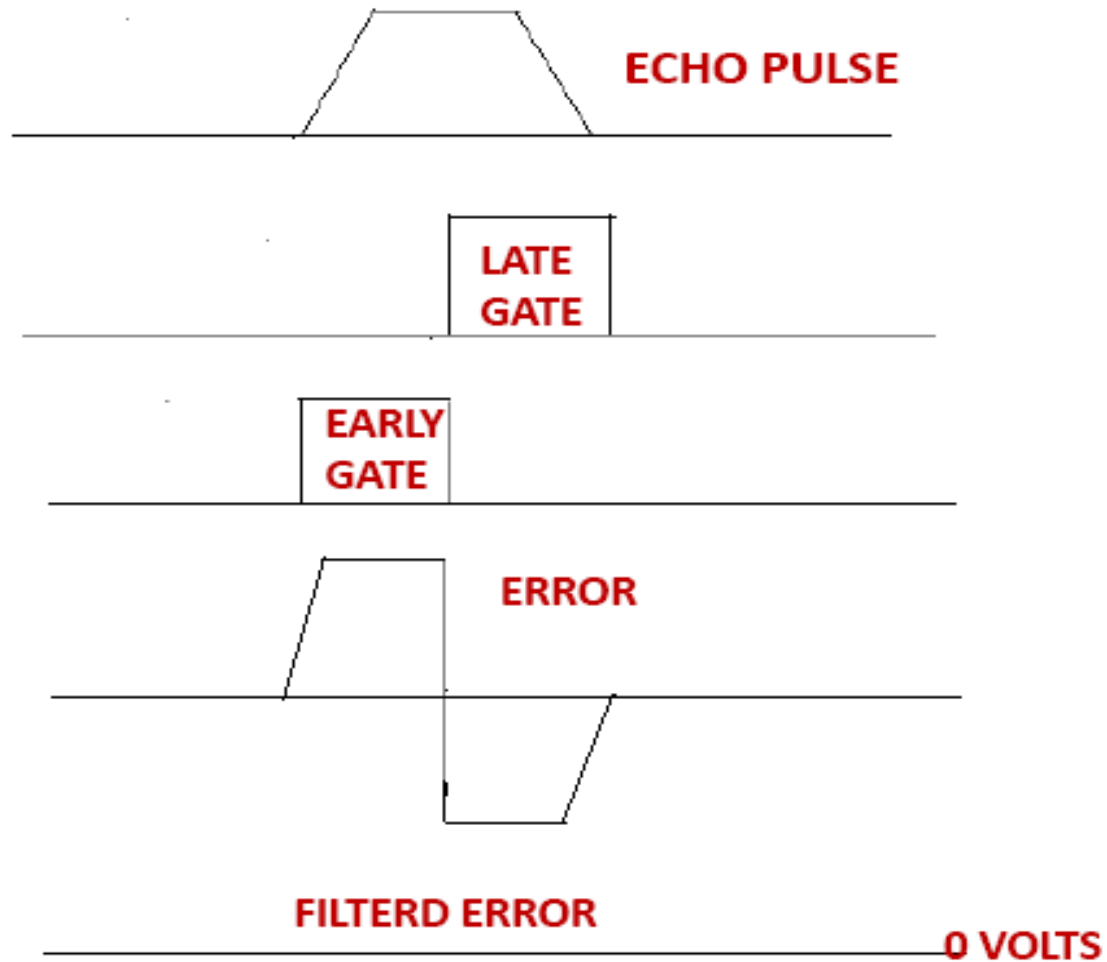 ECHO PULSE
LATE
GATE
EARLY
GATE
ERROR
FILTERD ERROR
0 VOLTS